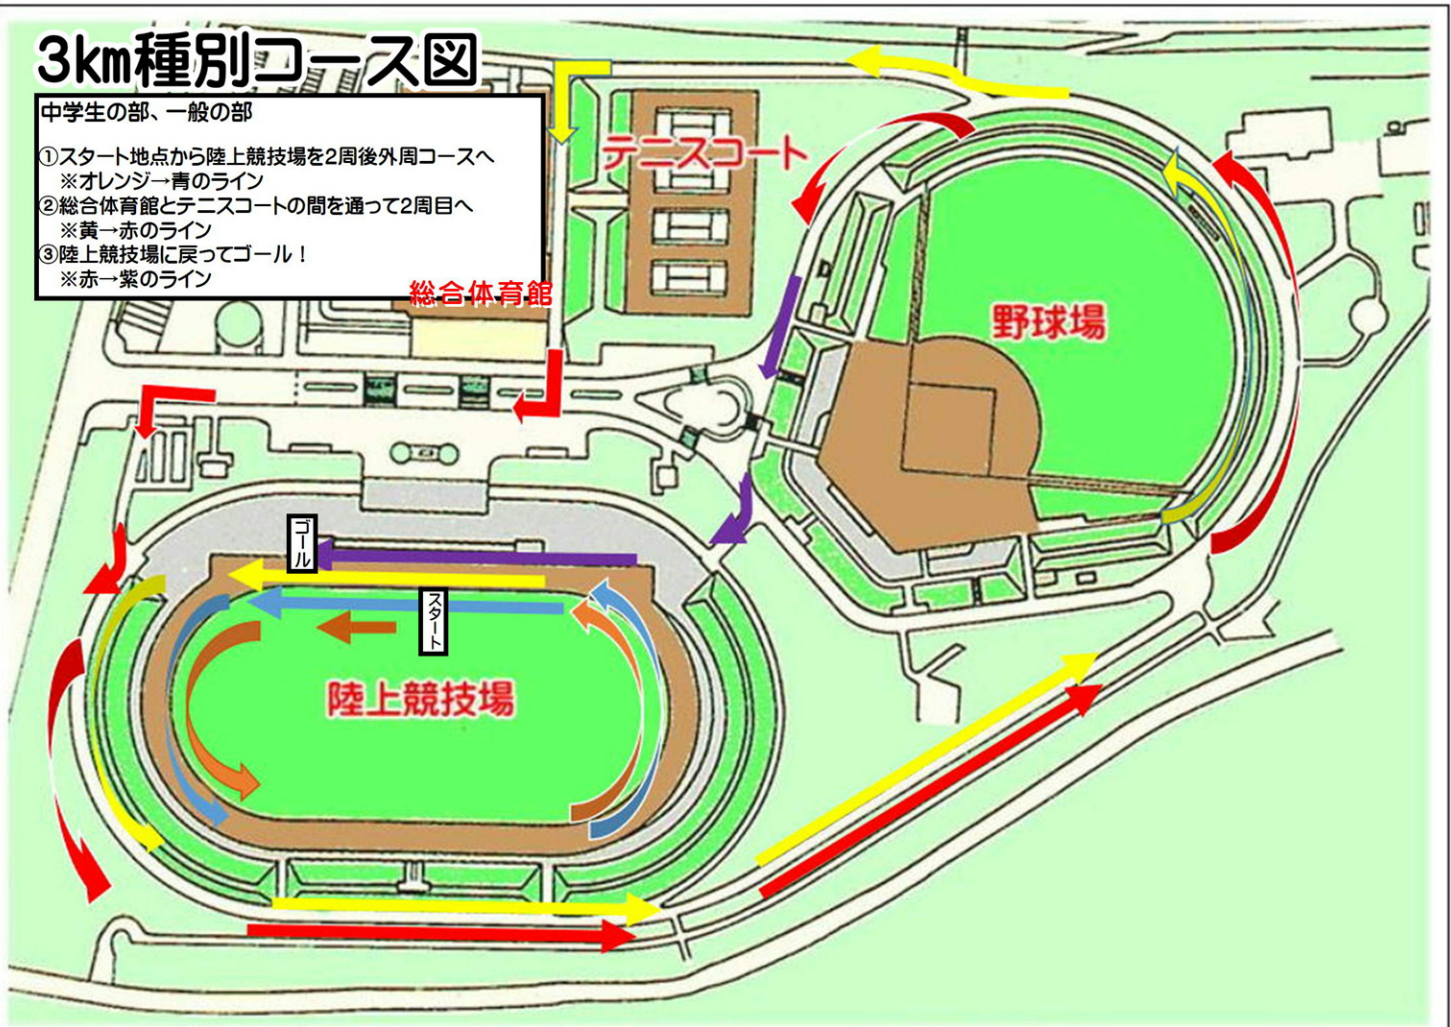 3km種別コース図
中学生の部、一般の部
①スタート地点から陸上競技場を2周後外周コースへ
※オレンジ→青のライン
②総合体育館とテニスコートの間を通って2周目へ
※黄→赤のライン
③陸上競技場に戻ってゴール！
※赤→紫のライン
総合体育館
テニスコート
野球場
ゴール
スタート
陸上競技場